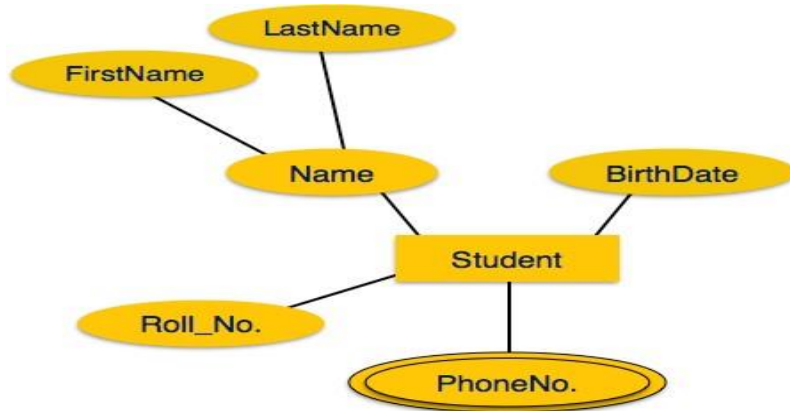 LastName
FirstName
Name
BirthDate
Student
Roll_No.
PhoneNo.